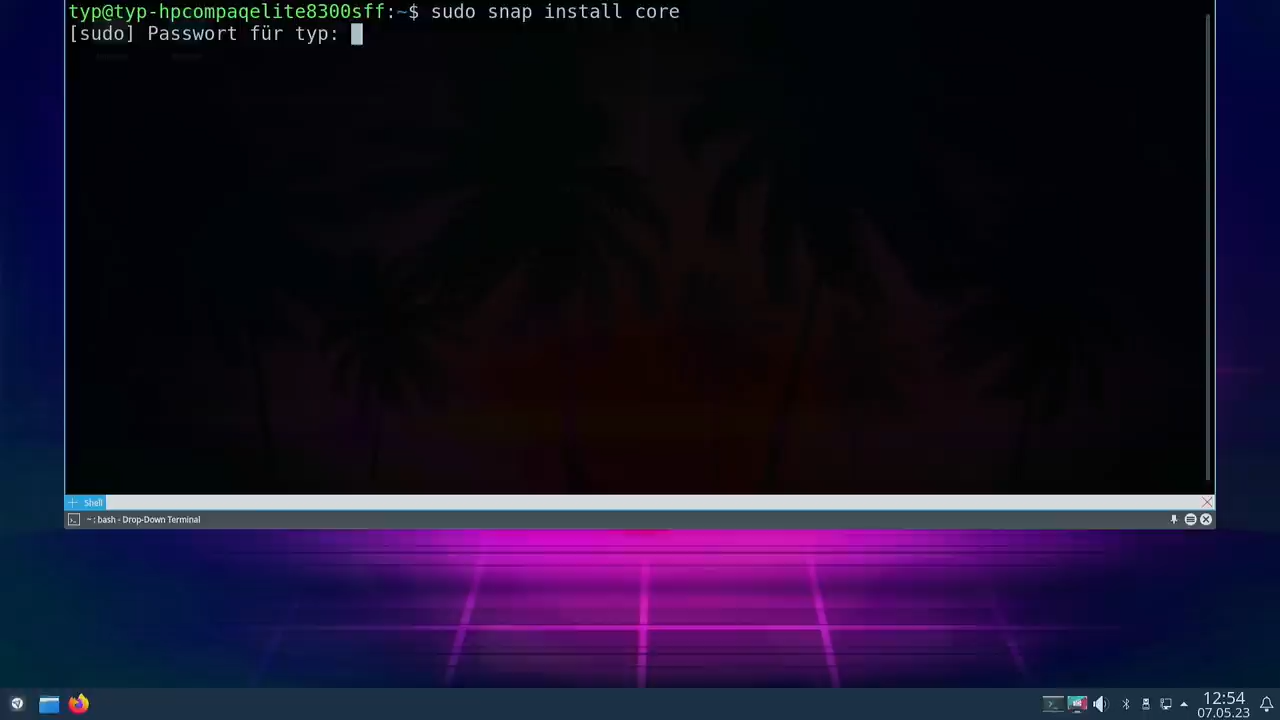 typ@typ-hpcompaqelite8300sff:~$ sudo snap install core
[sudo] Passwort für typ:
Shell
~ : bash - Drop-Down Terminal
12:54
07.05.23